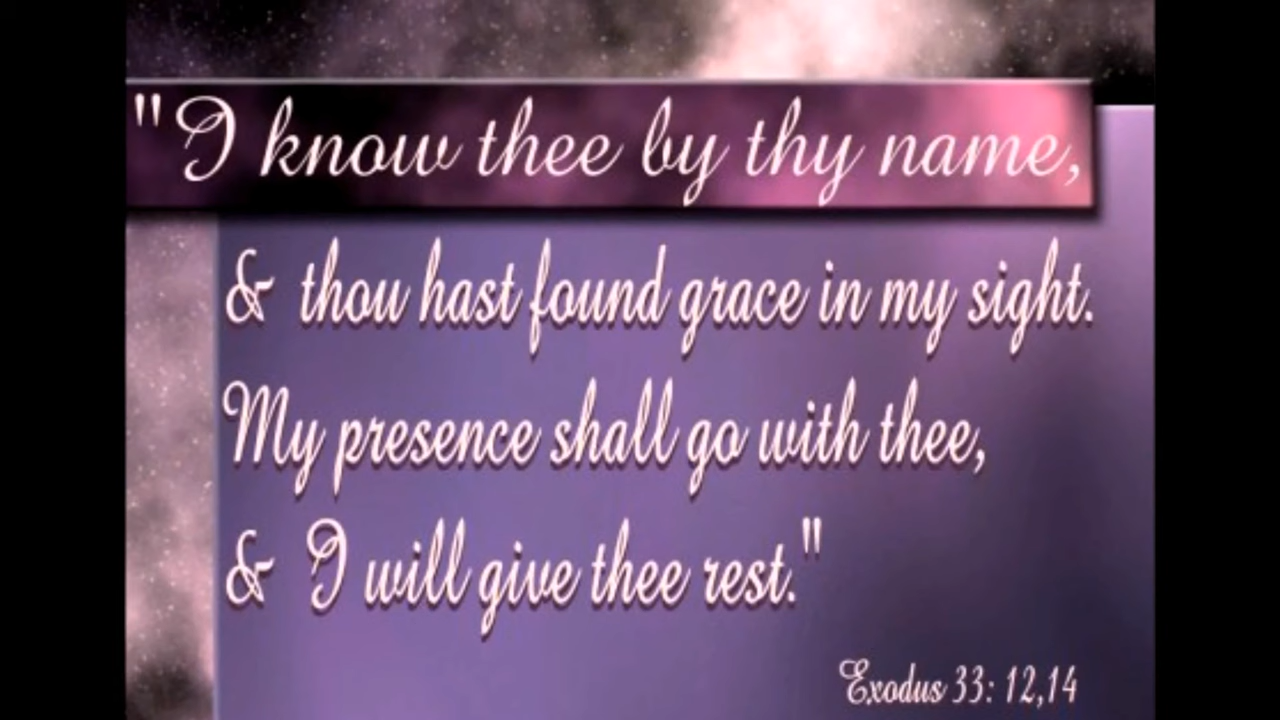 "I know thee by thy name,
& thou hast found grace in my sight.
My presence shall go with thee,
& I will give thee rest."
Exodus 33: 12,14